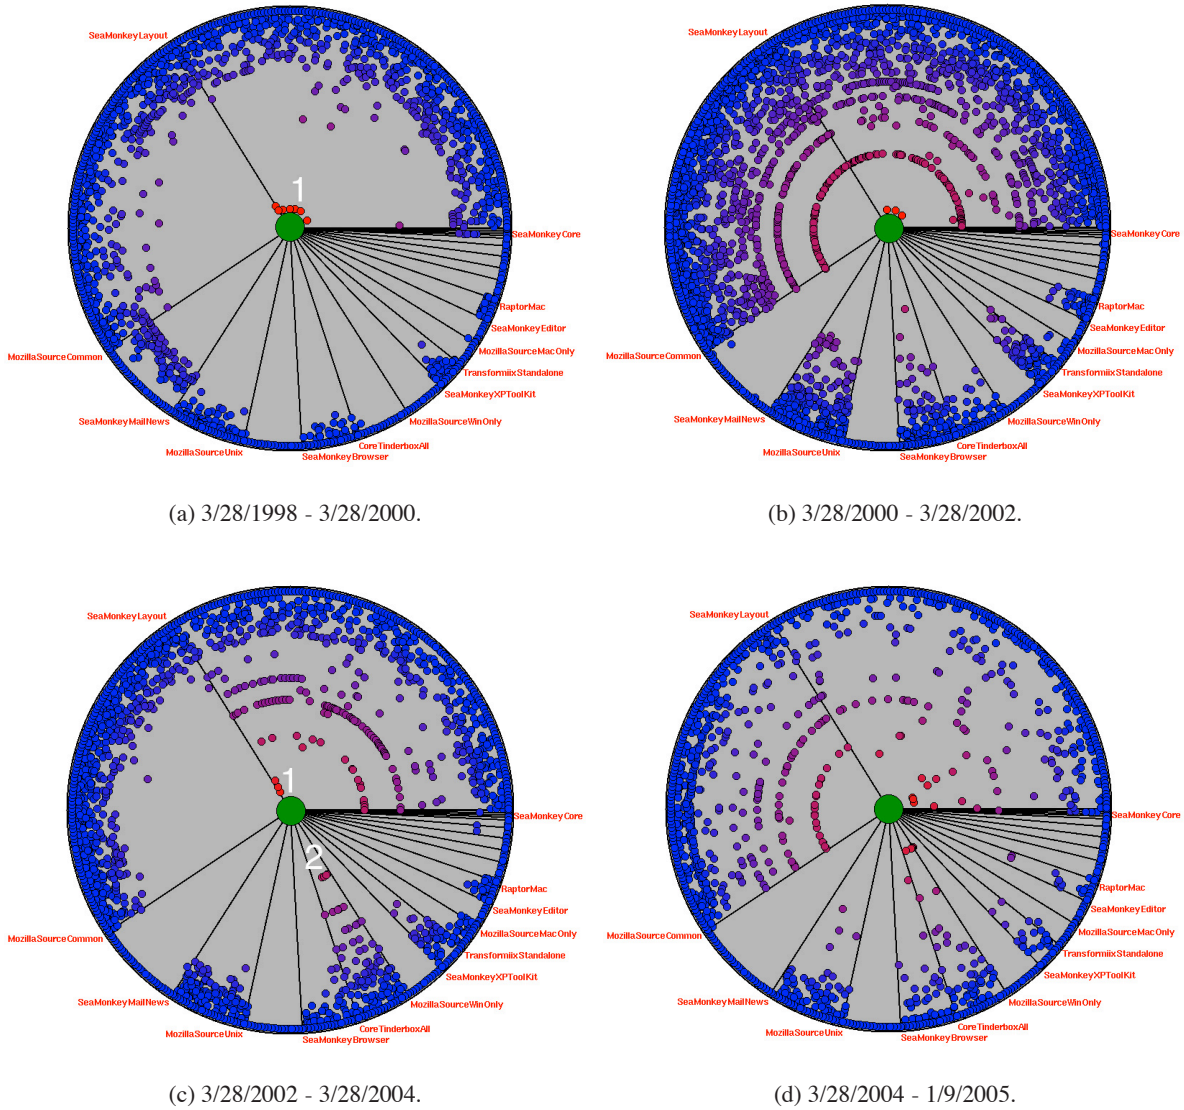 SeaMonkeyLayout
1
SeaMonkeyCore
RaptorMac
SeaMonkeyEditor
MozillaSourceMacOnly
TransformiixStandalone
SeaMonkeyXPToolKit
MozillaSourceWinOnly
CoreTinderboxAll
SeaMonkeyBrowser
MozillaSourceUnix
SeaMonkeyMailNews
MozillaSourceCommon
(a) 3/28/1998 - 3/28/2000.
SeaMonkeyLayout
SeaMonkeyCore
RaptorMac
SeaMonkeyEditor
MozillaSourceMacOnly
TransformiixStandalone
SeaMonkeyXPToolKit
MozillaSourceWinOnly
CoreTinderboxAll
SeaMonkeyBrowser
MozillaSourceUnix
SeaMonkeyMailNews
MozillaSourceCommon
(b) 3/28/2000 - 3/28/2002.
SeaMonkeyLayout
1
2
SeaMonkeyCore
RaptorMac
SeaMonkeyEditor
MozillaSourceMacOnly
TransformiixStandalone
SeaMonkeyXPToolKit
MozillaSourceWinOnly
CoreTinderboxAll
SeaMonkeyBrowser
MozillaSourceUnix
SeaMonkeyMailNews
MozillaSourceCommon
(c) 3/28/2002 - 3/28/2004.
SeaMonkeyLayout
SeaMonkeyCore
RaptorMac
SeaMonkeyEditor
MozillaSourceMacOnly
TransformiixStandalone
SeaMonkeyXPToolKit
MozillaSourceWinOnly
CoreTinderboxAll
SeaMonkeyBrowser
MozillaSourceUnix
SeaMonkeyMailNews
MozillaSourceCommon
(d) 3/28/2004 - 1/9/2005.